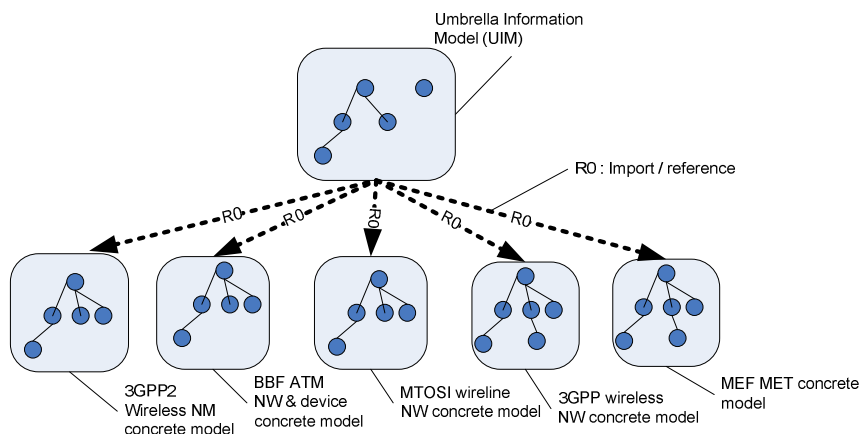 Umbrella Information
Model (UIM)
R0 : Import / reference
R0
R0
R0
R0
R0
3GPP2
Wireless NM
concrete model
BBF ATM
NW & device
concrete model
MTOSI wireline
NW concrete model
3GPP wireless
NW concrete model
MEF MET concrete
model